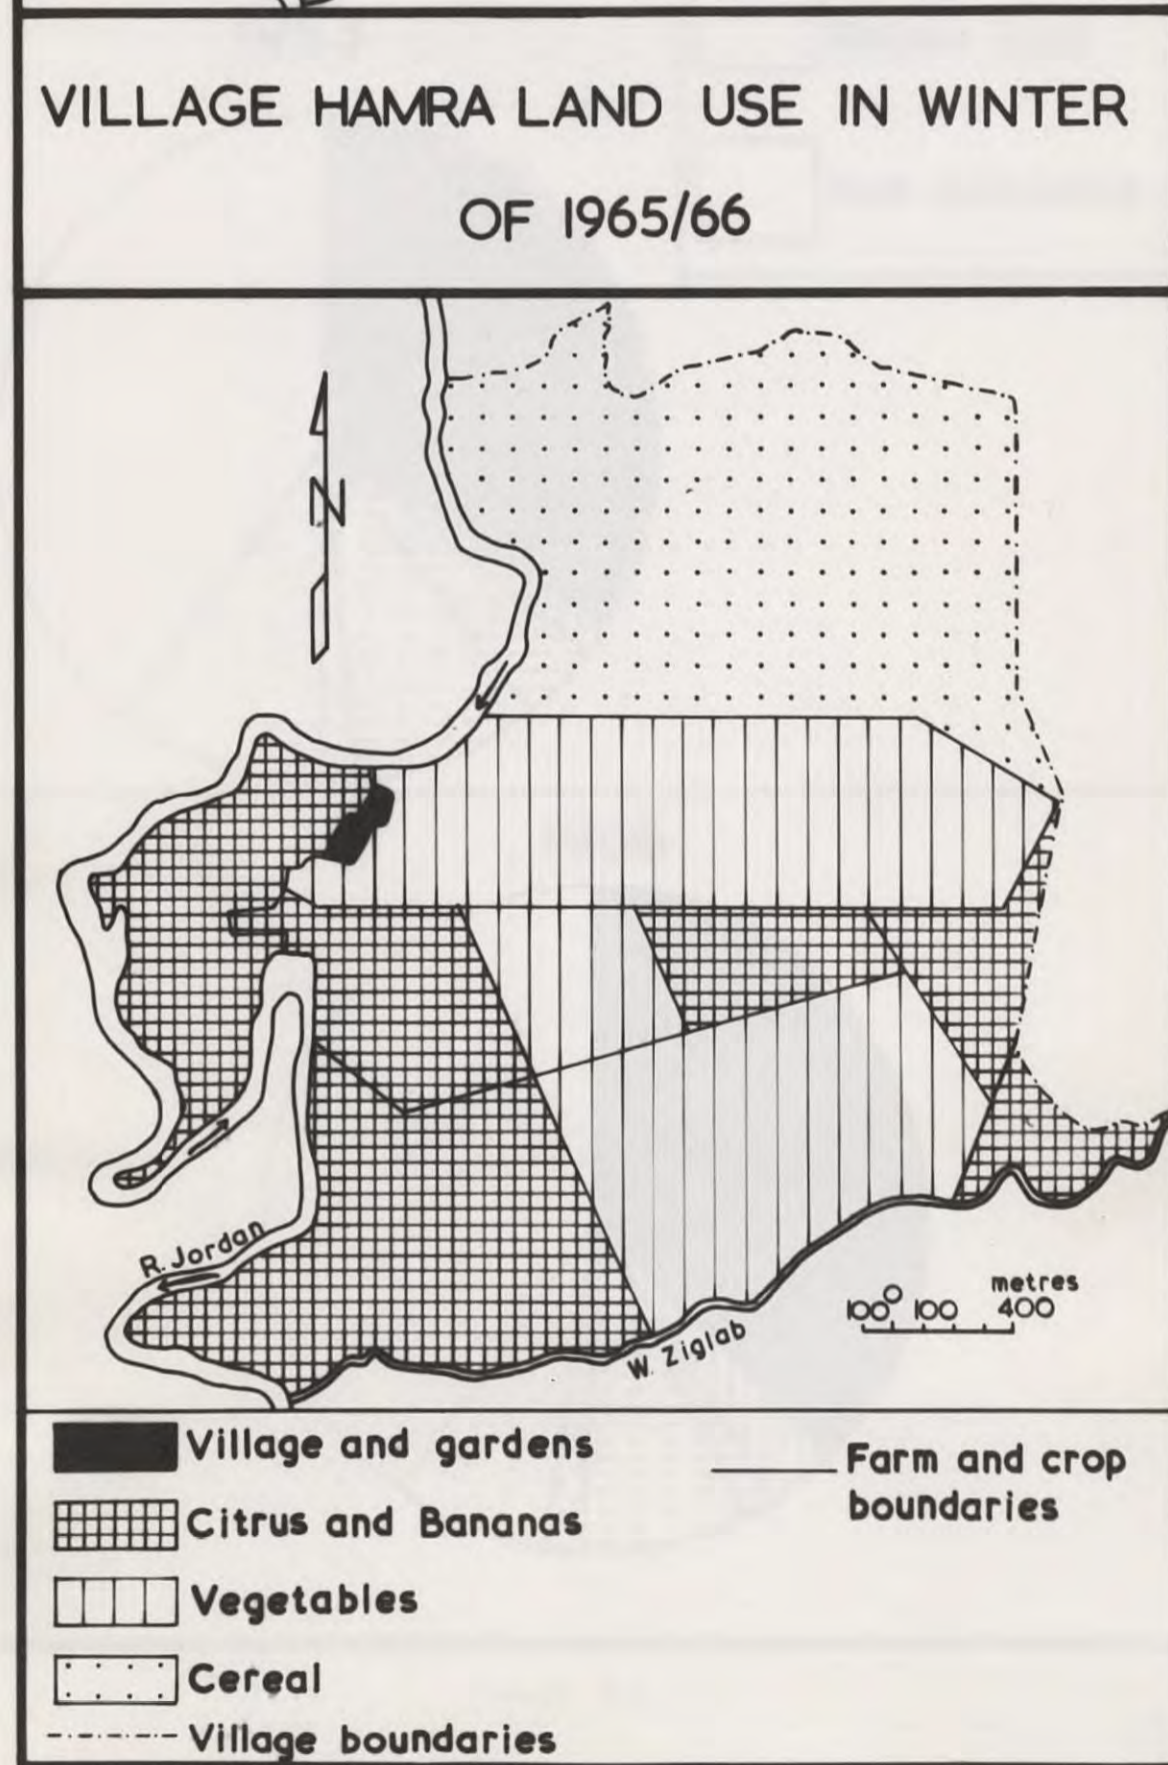 VILLAGE HAMRA LAND USE IN WINTER
OF 1965/66
N
R. Jordan
metres
100 0 100 400
W. Ziglab
Village and gardens
Citrus and Bananas
Vegetables
Cereal
Village boundaries
Farm and crop
boundaries